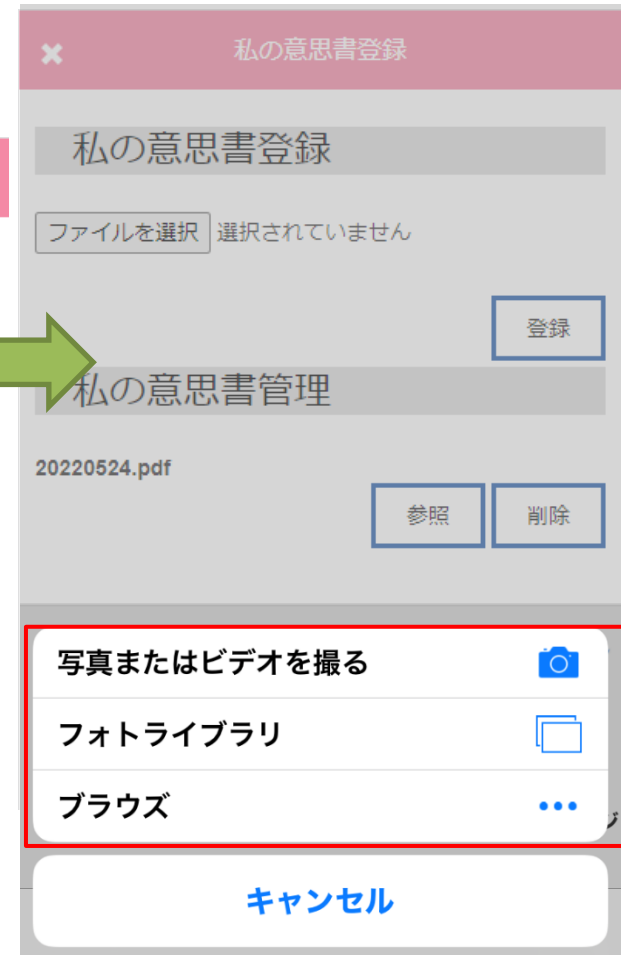 私の意思書登録
私の意思書登録
ファイルを選択 選択されていません
登録
私の意思書管理
20220524.pdf
参照 削除
写真またはビデオを撮る
フォトライブラリ
ブラウズ
ジ
キャンセル